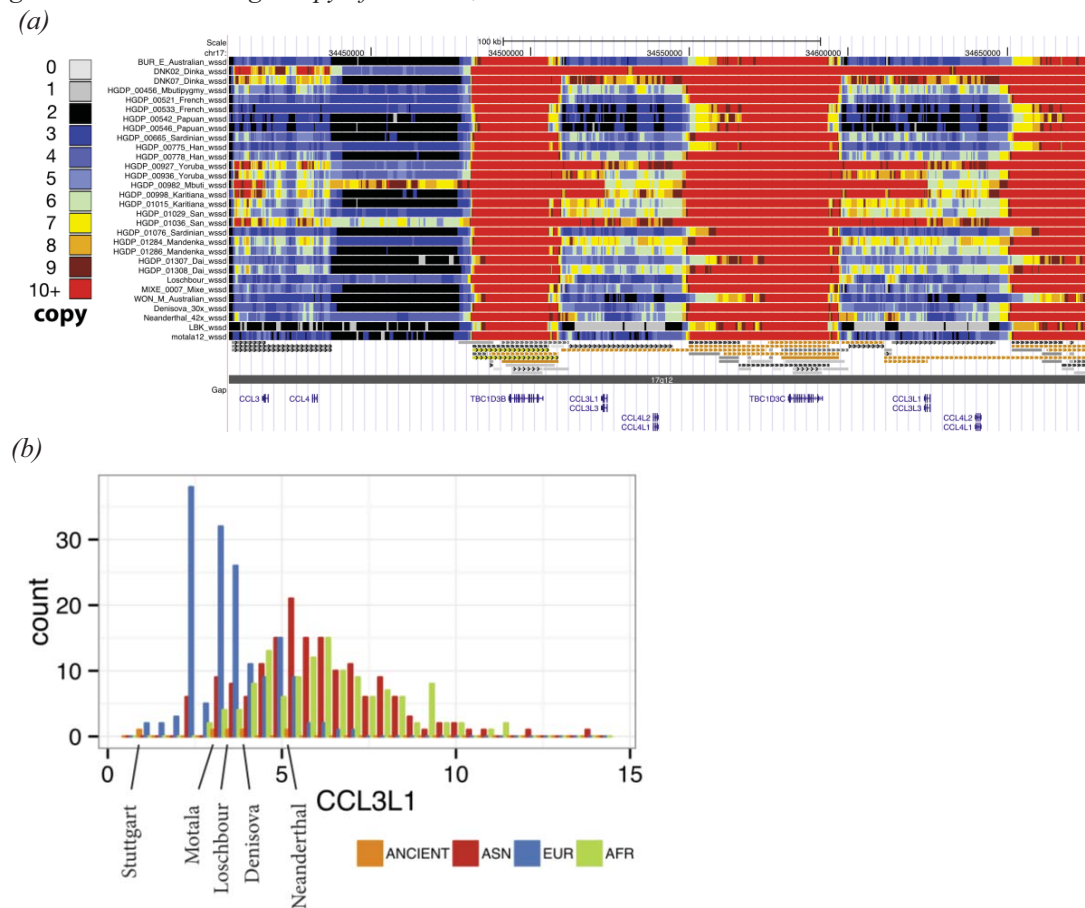 (a)
Scale
100 kb
chr17:
34450000
34500000
34550000
34600000
34650000
0
1
2
3
4
5
6
7
8
9
10+
copy
BUR_E_Australian_wssd
DNK02_Dinka_wssd
DNK07_Dinka_wssd
HGDP_00456_Mbutipygmy_wssd
HGDP_00521_French_wssd
HGDP_00533_French_wssd
HGDP_00542_Papuan_wssd
HGDP_00546_Papuan_wssd
HGDP_00665_Sardinian_wssd
HGDP_00775_Han_wssd
HGDP_00778_Han_wssd
HGDP_00927_Yoruba_wssd
HGDP_00936_Yoruba_wssd
HGDP_00982_Mbuti_wssd
HGDP_00998_Karitiana_wssd
HGDP_01015_Karitiana_wssd
HGDP_01029_San_wssd
HGDP_01036_San_wssd
HGDP_01076_Sardinian_wssd
HGDP_01284_Mandenka_wssd
HGDP_01286_Mandenka_wssd
HGDP_01307_Dai_wssd
HGDP_01308_Dai_wssd
Loschbour_wssd
MIXE_0007_Mixe_wssd
WON_M_Australian_wssd
Denisova_30x_wssd
Neanderthal_42x_wssd
LBK_wssd
motala12_wssd
17q12
Gap
CCL3
CCL4
TBC1D3B
CCL3L1
CCL3L3
CCL4L2
CCL4L1
TBC1D3C
CCL3L1
CCL3L3
CCL4L2
CCL4L1
(b)
count
30
20
10
0
0
5
10
15
CCL3L1
Stuttgart
Motala
Loschbour
Denisova
Neanderthal
ANCIENT
ASN
EUR
AFR